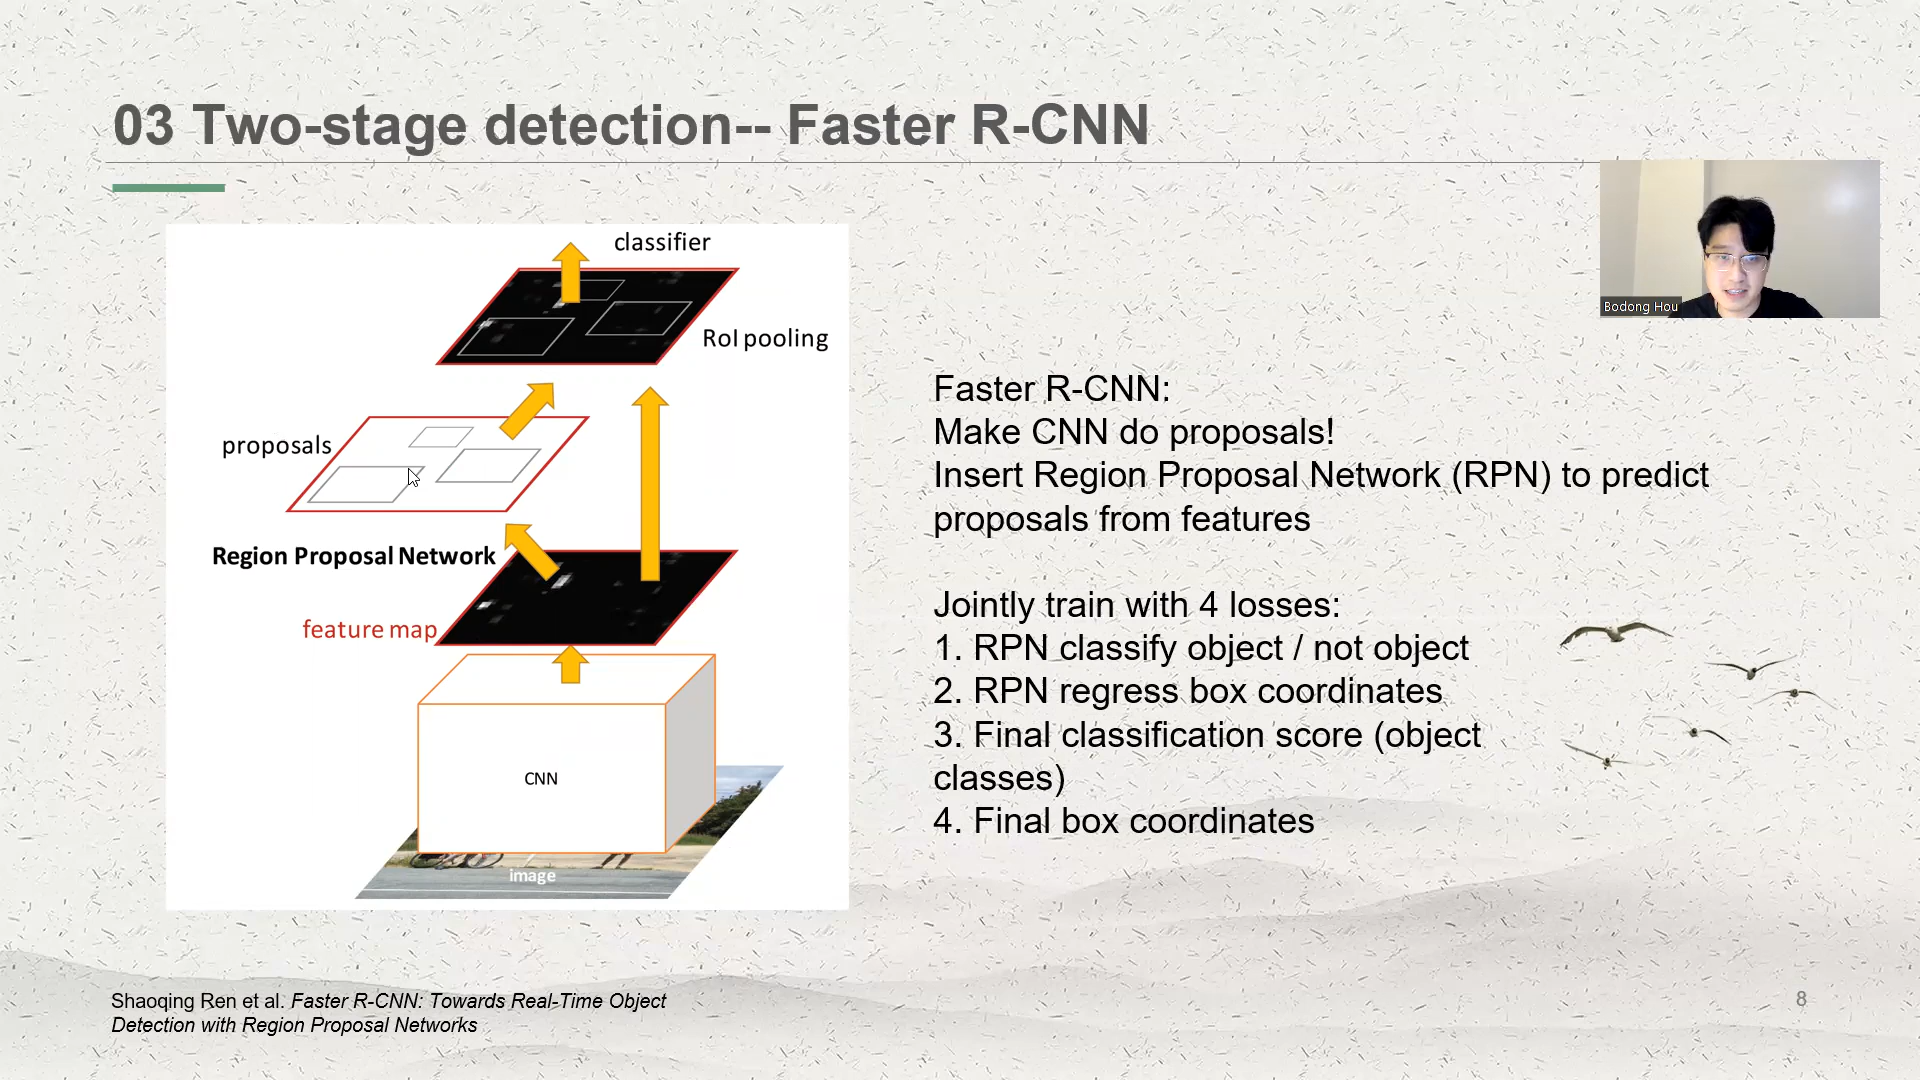 03 Two-stage detection-- Faster R-CNN
classifier
RoI pooling
proposals
Region Proposal Network
feature map
CNN
image
Bodong Hou
Faster R-CNN:
Make CNN do proposals!
Insert Region Proposal Network (RPN) to predict
proposals from features
Jointly train with 4 losses:
1. RPN classify object / not object
2. RPN regress box coordinates
3. Final classification score (object
classes)
4. Final box coordinates
Shaoqing Ren et al. Faster R-CNN: Towards Real-Time Object
Detection with Region Proposal Networks
8